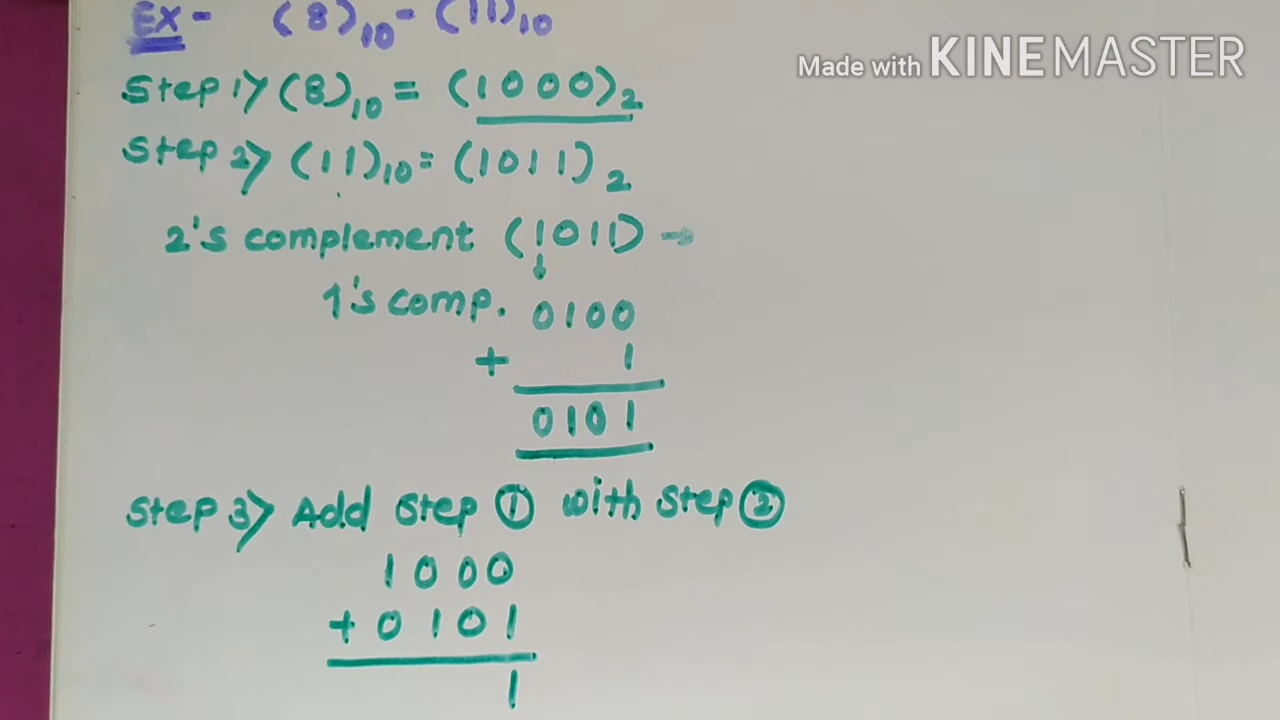 Ex - (8)10 - (11)10
Made with KINEMASTER
Step 1> (8)10 = (1000)2
Step 2> (11)10 = (1011)2
2's complement (1011) →
1's comp. 0100
+ 1
0101
Step 3> Add Step ① with Step ②
1000
+ 0101
1